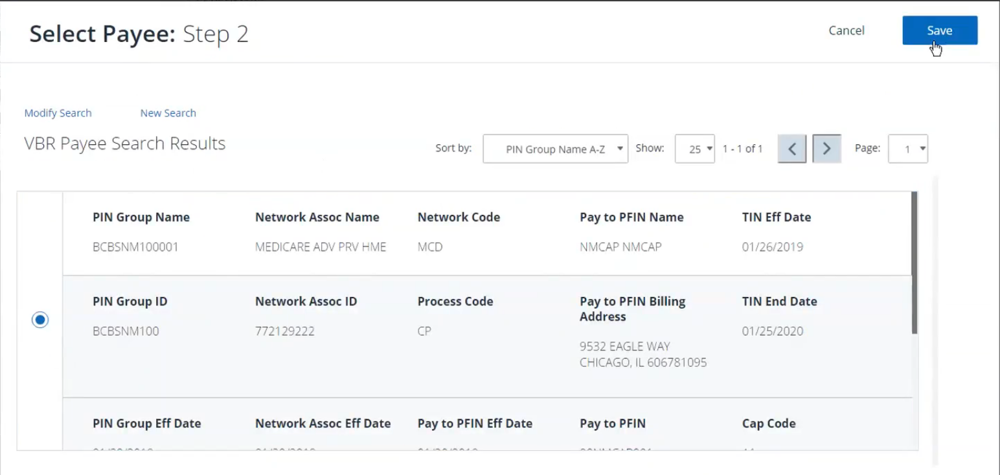 Select Payee: Step 2
Cancel
Save
Modify Search
New Search
VBR Payee Search Results
Sort by: PIN Group Name A-Z Show: 25 1 - 1 of 1 Page: 1
PIN Group Name Network Assoc Name Network Code Pay to PFIN Name TIN Eff Date
BCBSNM100001 MEDICARE ADV PRV HME MCD NMCAP NMCAP 01/26/2019
PIN Group ID Network Assoc ID Process Code Pay to PFIN Billing Address TIN End Date
BCBSNM100 772129222 CP 9532 EAGLE WAY 01/25/2020
CHICAGO, IL 606781095
PIN Group Eff Date Network Assoc Eff Date Pay to PFIN Eff Date Pay to PFIN Cap Code